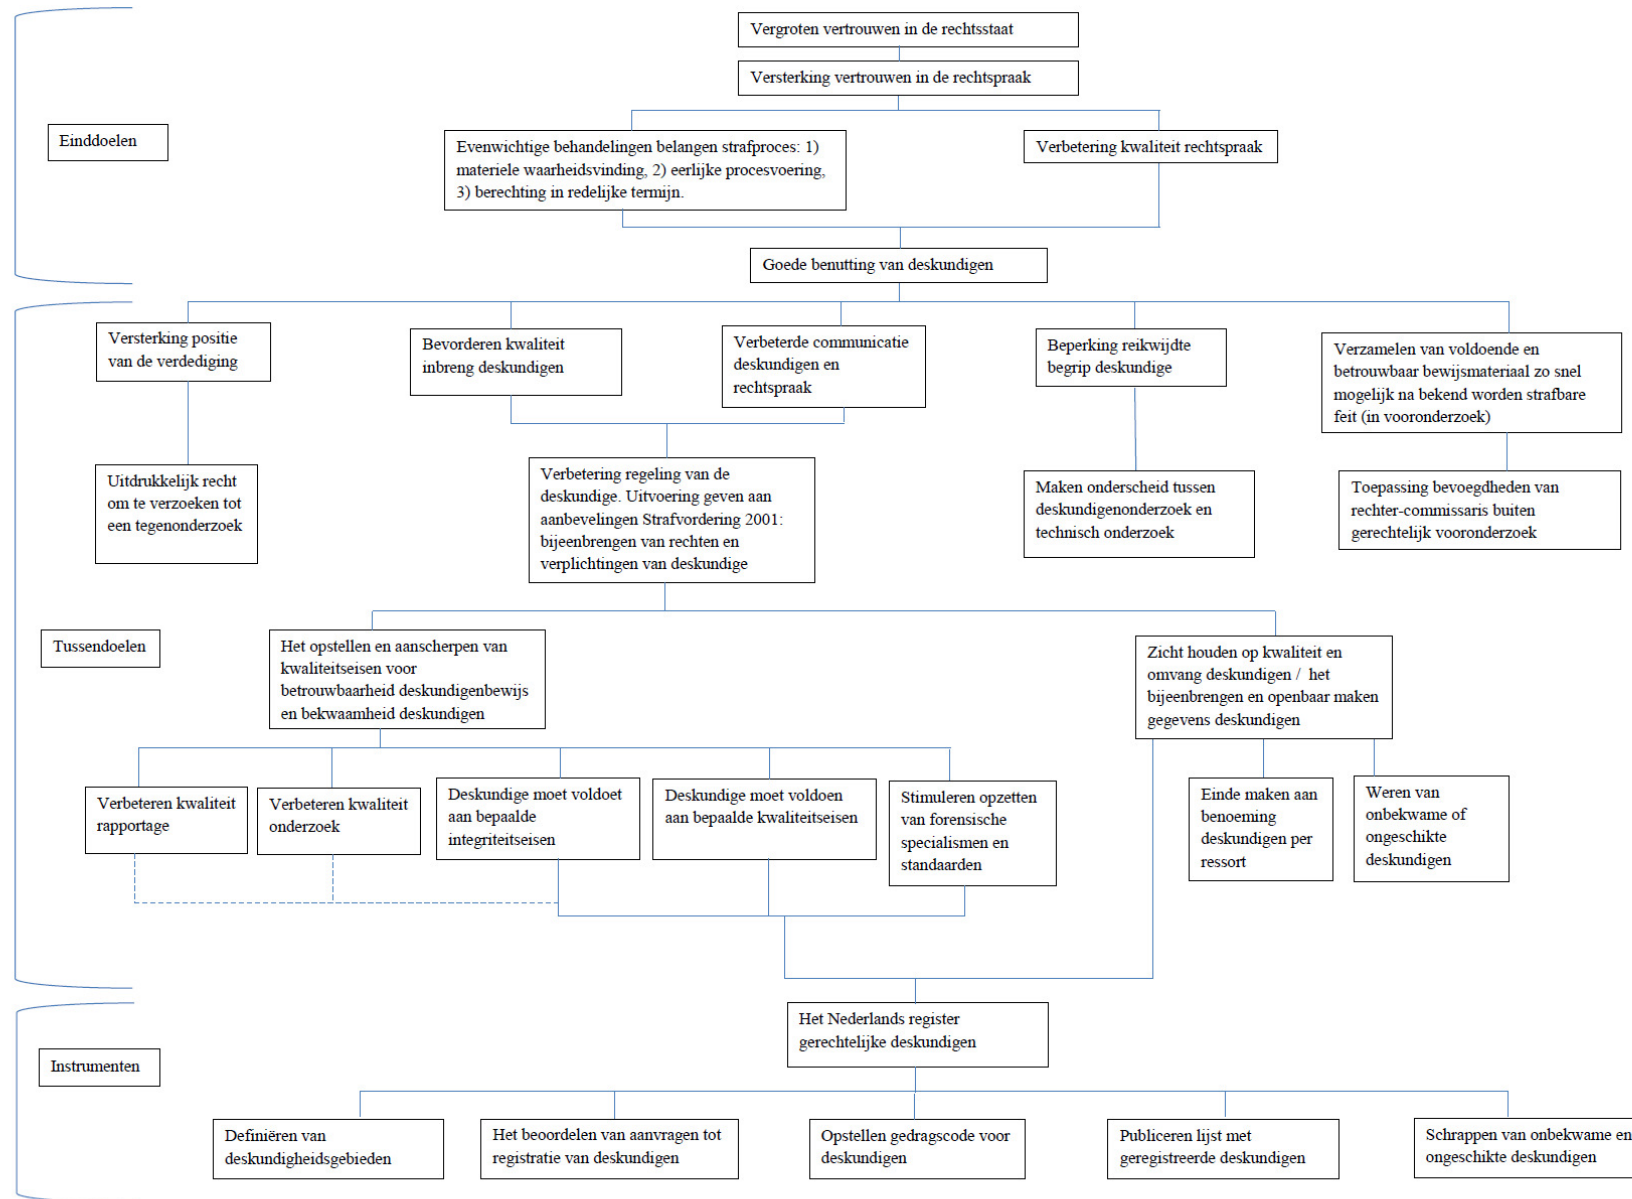 Vergroten vertrouwen in de rechtsstaat
Versterking vertrouwen in de rechtspraak
Einddoelen
Evenwichtige behandelingen belangen strafproces: 1)
materiele waarheidsvinding, 2) eerlijke procesvoering,
3) berechting in redelijke termijn.
Verbetering kwaliteit rechtspraak
Goede benutting van deskundigen
Versterking positie
van de verdediging
Bevorderen kwaliteit
inbreng deskundigen
Verbeterde communicatie
deskundigen en
rechtspraak
Beperking reikwijdte
begrip deskundige
Verzamelen van voldoende en
betrouwbaar bewijsmateriaal zo snel
mogelijk na bekend worden strafbare
feit (in vooronderzoek)
Uitdrukkelijk recht
om te verzoeken tot
een tegenonderzoek
Verbetering regeling van de
deskundige. Uitvoering geven aan
aanbevelingen Strafvordering 2001:
bijeenbrengen van rechten en
verplichtingen van deskundige
Maken onderscheid tussen
deskundigenonderzoek en
technisch onderzoek
Toepassing bevoegdheden van
rechter-commissaris buiten
gerechtelijk vooronderzoek
Tussendoelen
Het opstellen en aanscherpen van
kwaliteitseisen voor
betrouwbaarheid deskundigenbewijs
en bekwaamheid deskundigen
Zicht houden op kwaliteit en
omvang deskundigen / het
bijeenbrengen en openbaar maken
gegevens deskundigen
Verbeteren kwaliteit
rapportage
Verbeteren kwaliteit
onderzoek
Deskundige moet voldoet
aan bepaalde
integriteitseisen
Deskundige moet voldoen
aan bepaalde kwaliteitseisen
Stimuleren opzetten
van forensische
specialismen en
standaarden
Einde maken aan
benoeming
deskundigen per
ressort
Weren van
onbekwame of
ongeschikte
deskundigen
Het Nederlands register
gerechtelijke deskundigen
Instrumenten
Definiëren van
deskundigheidsgebieden
Het beoordelen van aanvragen tot
registratie van deskundigen
Opstellen gedragscode voor
deskundigen
Publiceren lijst met
geregistreerde deskundigen
Schrappen van onbekwame en
ongeschikte deskundigen